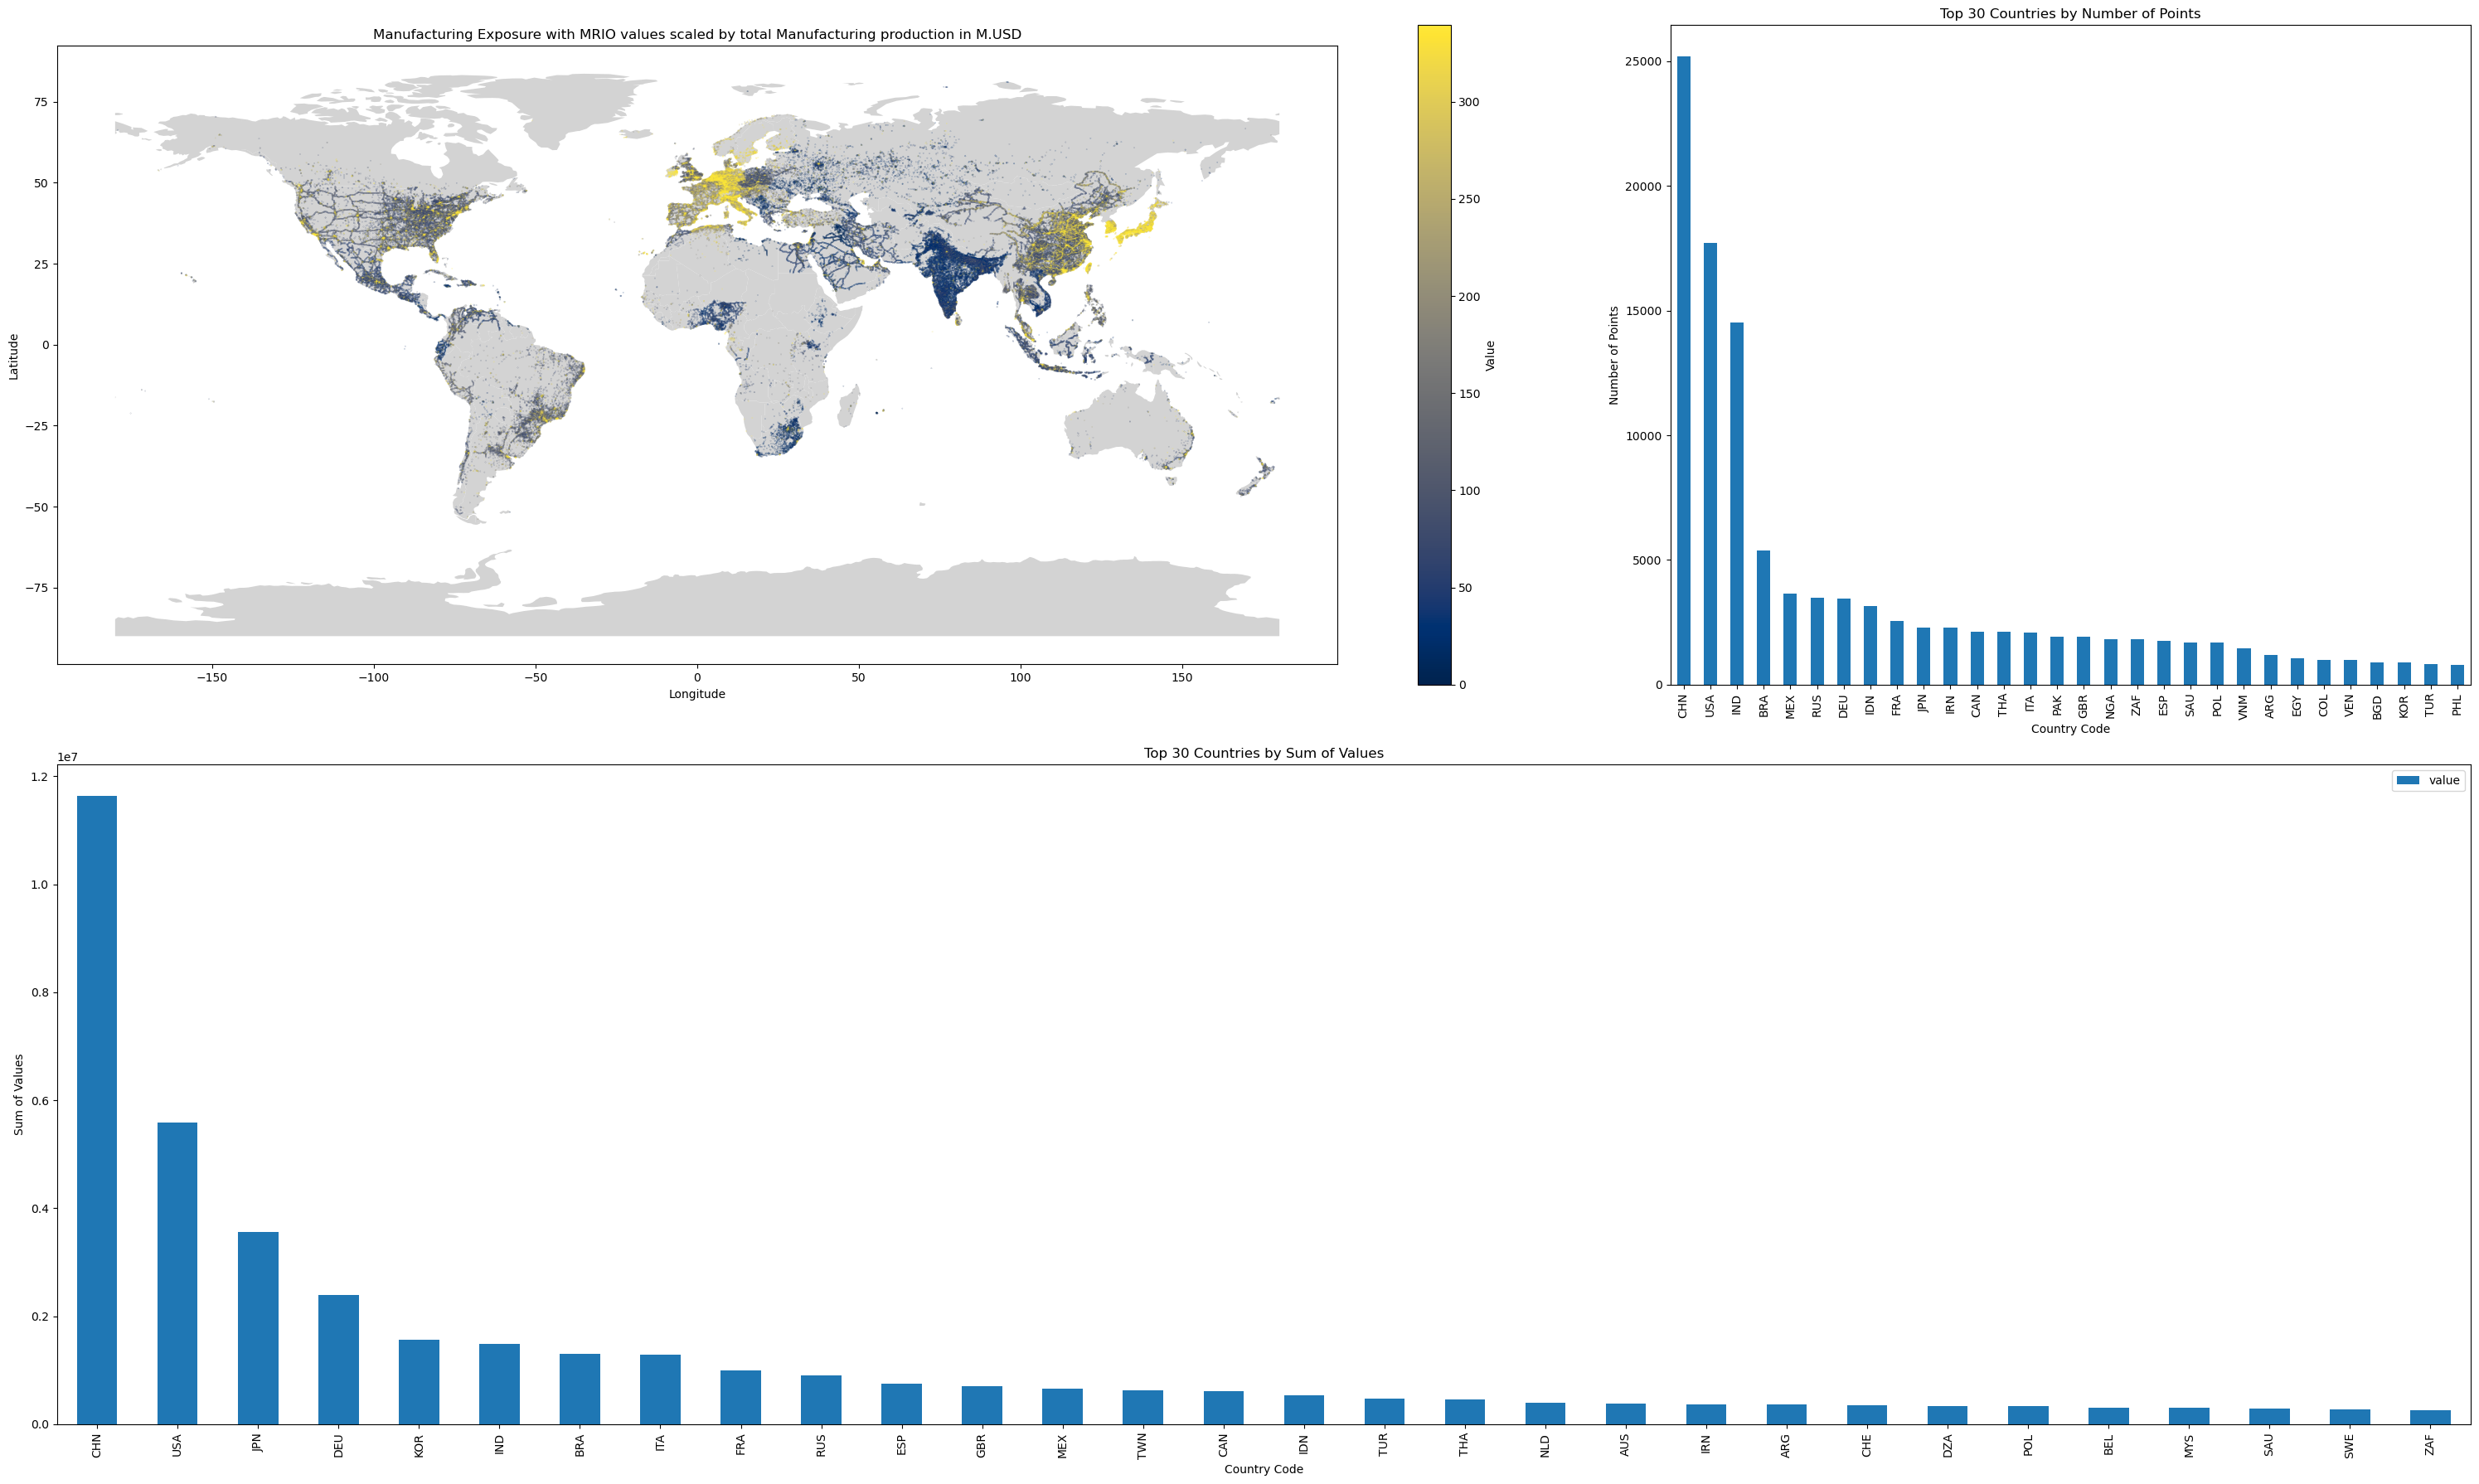 Manufacturing Exposure with MRIO values scaled by total Manufacturing production in M.USD
75
50
25
0
−25
−50
−75
Latitude
−150
−100
−50
0
50
100
150
Longitude
300
250
200
150
100
50
0
Value
Top 30 Countries by Number of Points
25000
20000
15000
10000
5000
0
Number of Points
CHN
USA
IND
BRA
MEX
RUS
DEU
IDN
FRA
JPN
IRN
CAN
THA
ITA
PAK
GBR
NGA
ZAF
ESP
SAU
POL
VNM
ARG
EGY
COL
VEN
BGD
KOR
TUR
PHL
Country Code
Top 30 Countries by Sum of Values
1e7
value
1.2
1.0
0.8
0.6
0.4
0.2
0.0
Sum of Values
CHN
USA
JPN
DEU
KOR
IND
BRA
ITA
FRA
RUS
ESP
GBR
MEX
TWN
CAN
IDN
TUR
THA
NLD
AUS
IRN
ARG
CHE
DZA
POL
BEL
MYS
SAU
SWE
ZAF
Country Code